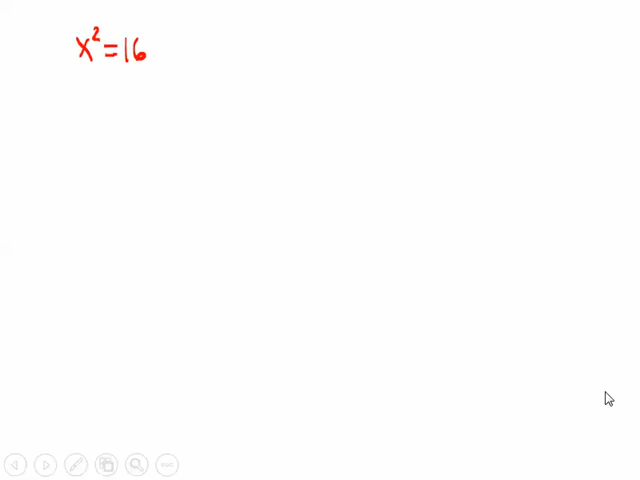 x² = 16